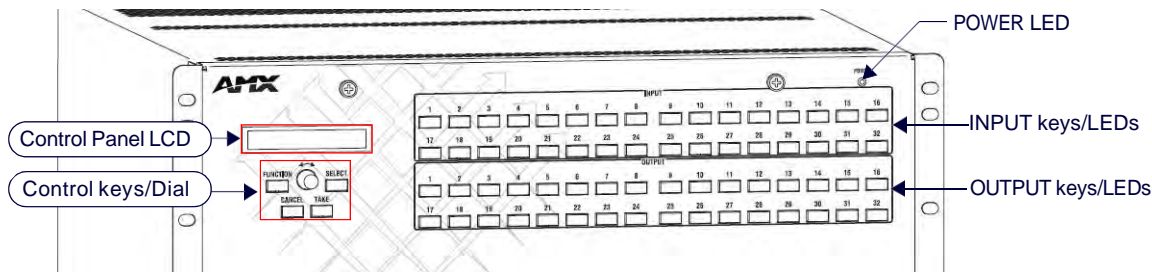 POWER LED
AMX
INPUT
1 2 3 4 5 6 7 8 9 10 11 12 13 14 15 16
INPUT keys/LEDs
Control Panel LCD
17 18 19 20 21 22 23 24 25 26 27 28 29 30 31 32
OUTPUT
FUNCTION SELECT
Control keys/Dial
1 2 3 4 5 6 7 8 9 10 11 12 13 14 15 16
OUTPUT keys/LEDs
CANCEL TAKE
17 18 19 20 21 22 23 24 25 26 27 28 29 30 31 32